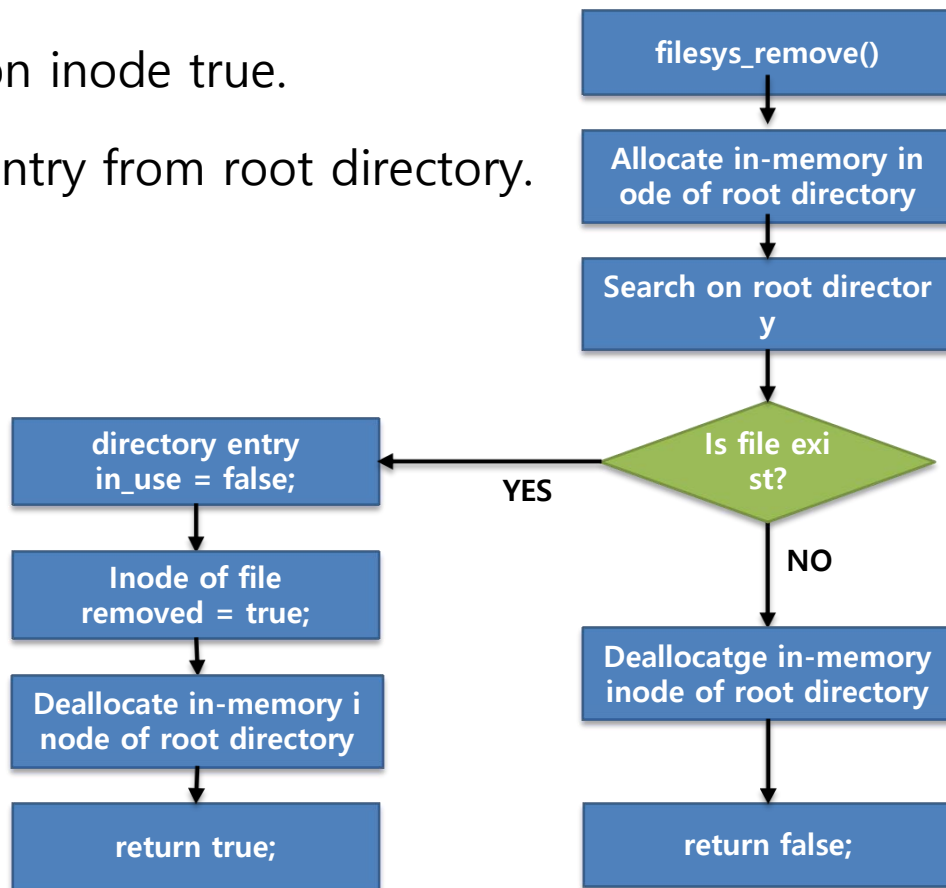 on inode true.
entry from root directory.
filesys_remove()
Allocate in-memory in
ode of root directory
Search on root director
y
Is file exi
st?
YES
NO
directory entry
in_use = false;
Inode of file
removed = true;
Deallocate in-memory i
node of root directory
return true;
Deallocatge in-memory
inode of root directory
return false;